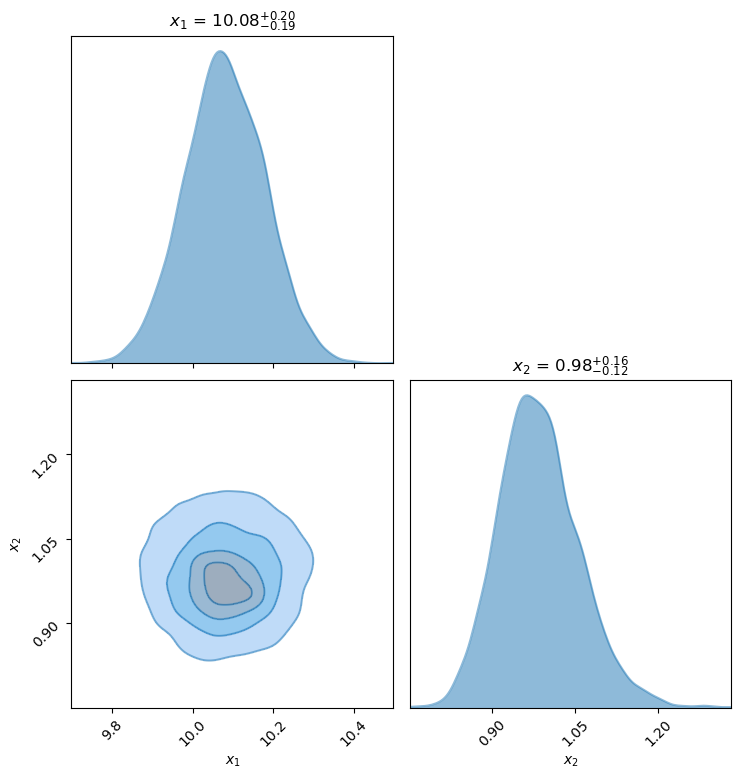 x₁ = 10.08⁺⁰·²⁰₋₀.₁₉
x₂ = 0.98⁺⁰·¹⁶₋₀.₁₂
1.20
1.05
0.90
x₂
9.8 10.0 10.2 10.4
x₁
0.90 1.05 1.20
x₂